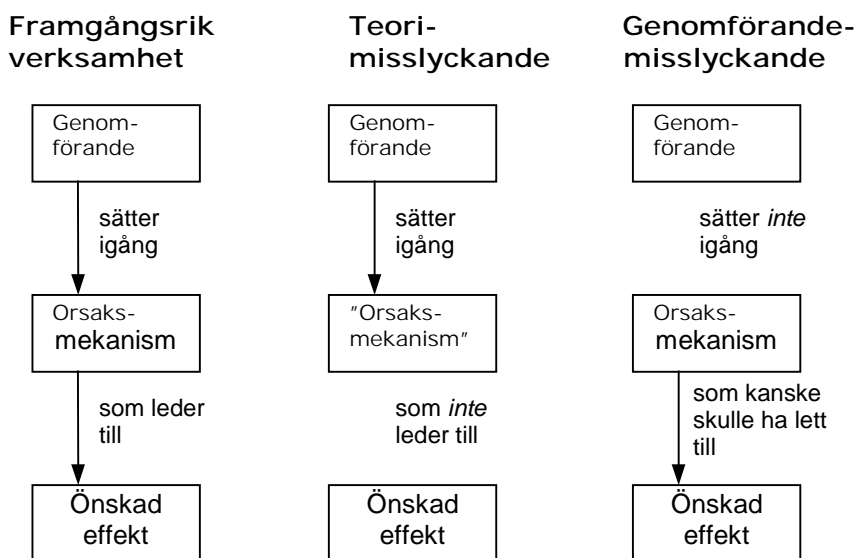 Framgångsrik
verksamhet
Genom-
förande
sätter
igång
Orsaks-
mekanism
som leder
till
Önskad
effekt
Teori-
misslyckande
Genom-
förande
sätter
igång
"Orsaks-
mekanism"
som inte
leder till
Önskad
effekt
Genomförande-
misslyckande
Genom-
förande
sätter inte
igång
Orsaks-
mekanism
som kanske
skulle ha lett
till
Önskad
effekt